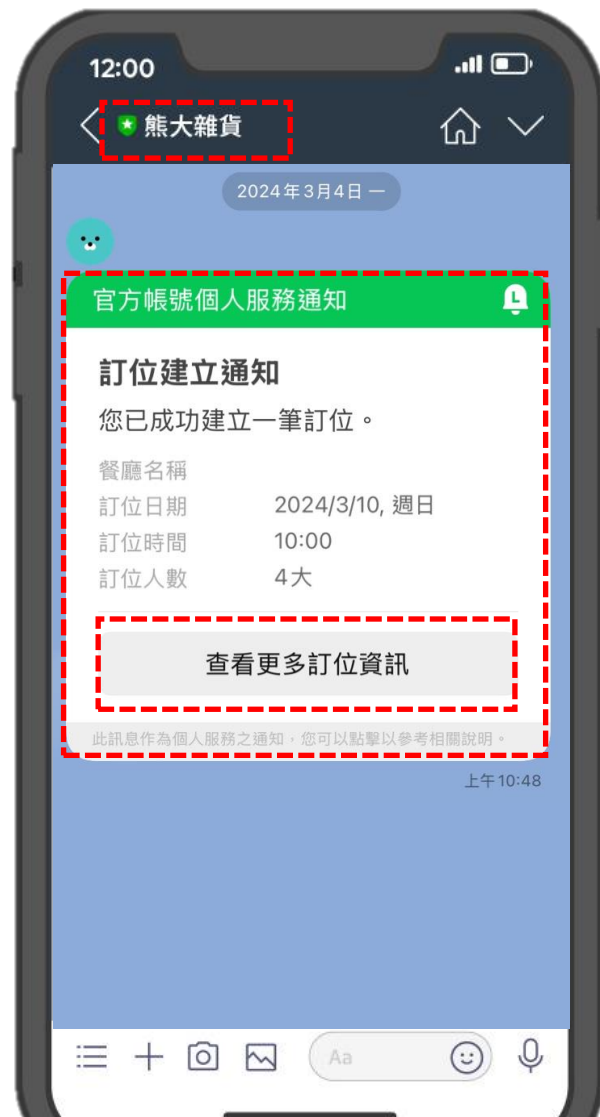 12:00
熊大雜貨
2024年3月4日 一
官方帳號個人服務通知
訂位建立通知
您已成功建立一筆訂位。
餐廳名稱
訂位日期 2024/3/10, 週日
訂位時間 10:00
訂位人數 4大
查看更多訂位資訊
此訊息作為個人服務之通知，您可以點擊以參考相關說明。
上午10:48
Aa